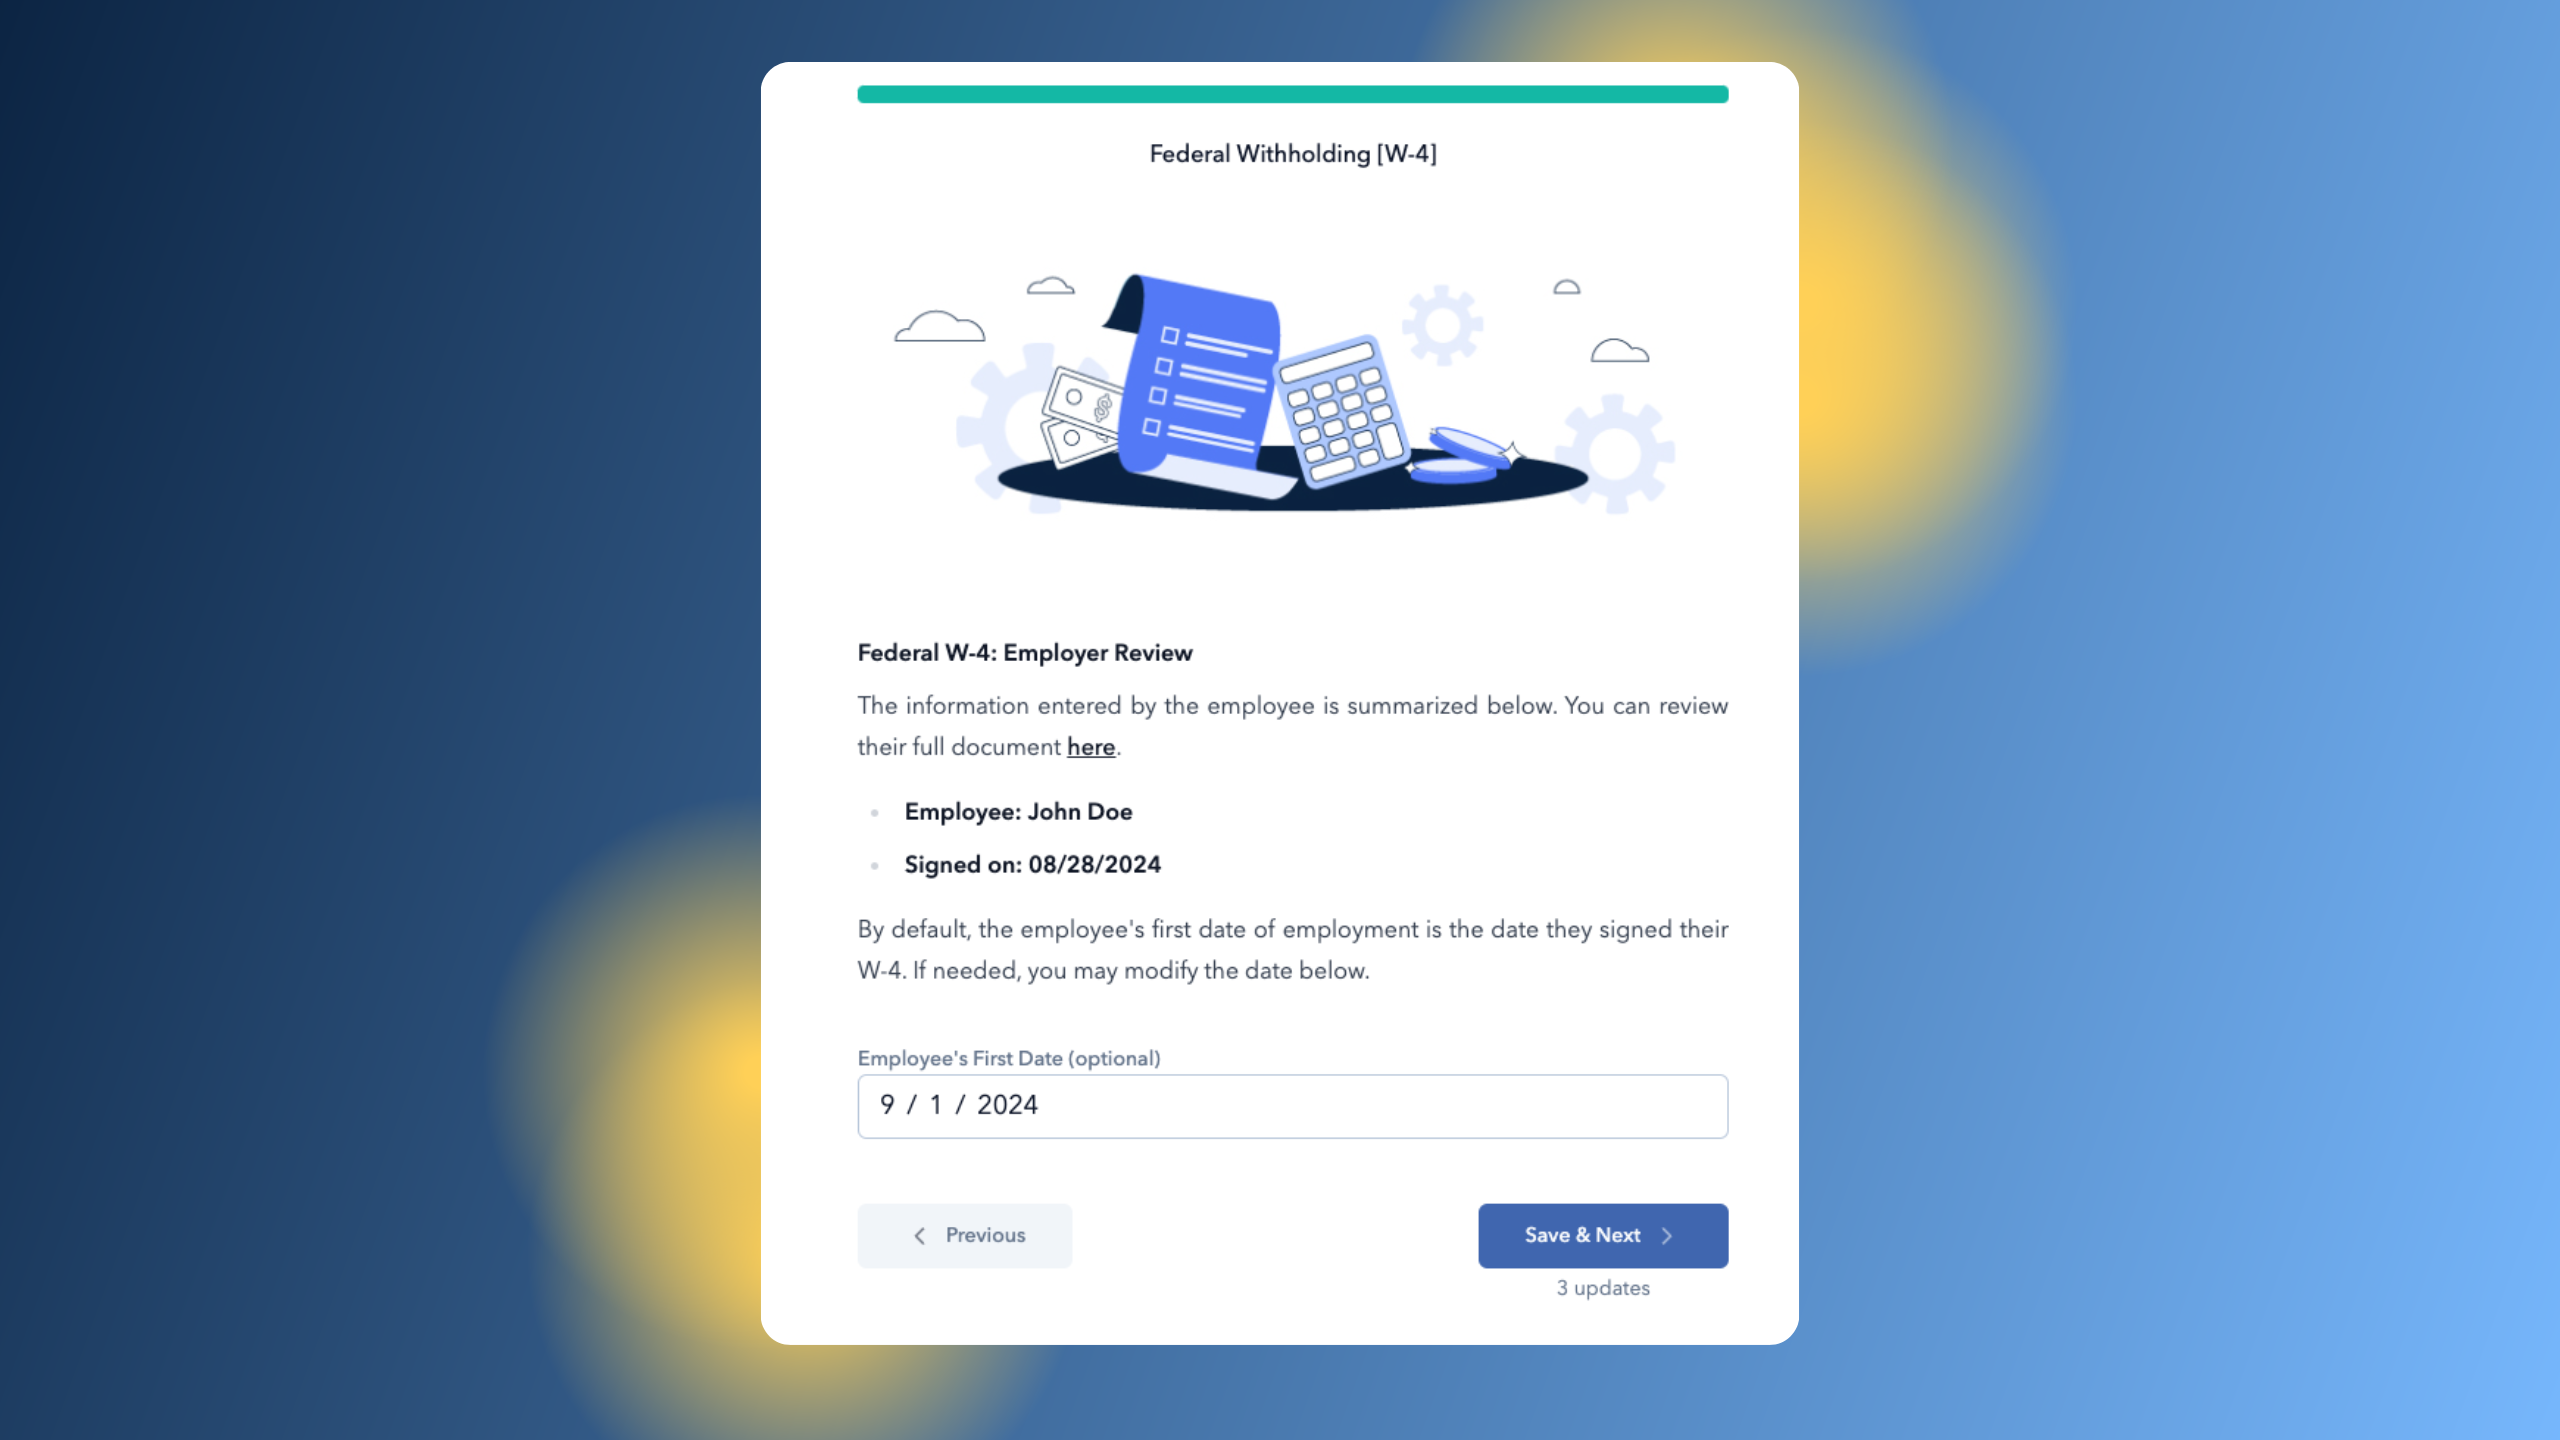 Federal Withholding [W-4]
Federal W-4: Employer Review
The information entered by the employee is summarized below. You can review
their full document here.
Employee: John Doe
Signed on: 08/28/2024
By default, the employee's first date of employment is the date they signed their
W-4. If needed, you may modify the date below.
Employee's First Date (optional)
9 / 1 / 2024
Previous
Save & Next
3 updates